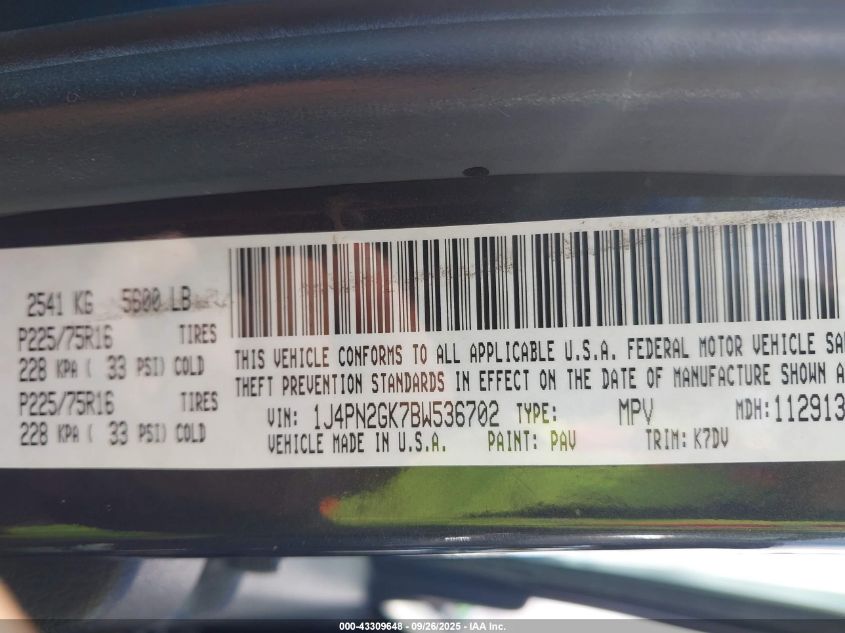 2541 KG 5600 LB
P225/75R16 TIRES
228 KPA ( 33 PSI) COLD
P225/75R16 TIRES
228 KPA ( 33 PSI) COLD
THIS VEHICLE CONFORMS TO ALL APPLICABLE U.S.A. FEDERAL MOTOR VEHICLE SA
THEFT PREVENTION STANDARDS IN EFFECT ON THE DATE OF MANUFACTURE SHOWN A
VIN: 1J4PN2GK7BW536702 TYPE: MPV MDH: 112913
VEHICLE MADE IN U.S.A. PAINT: PAV TRIM: K7DV
000-43309648 - 09/26/2025 - IAA Inc.